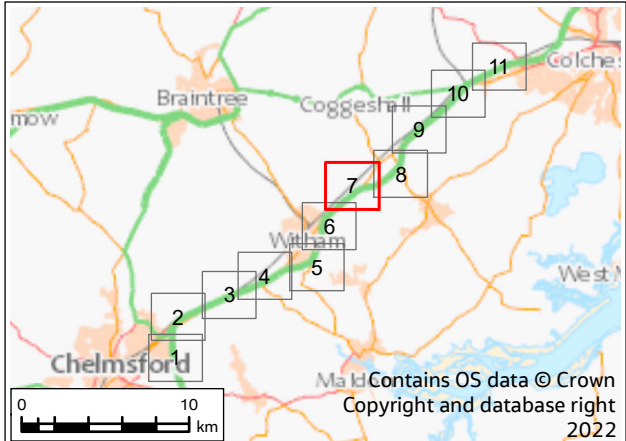 11
Colches
10
Braintree
Coggeshall
mow
9
8
7
6
Witham
5
4
West M
3
2
Chelmsford
1
Maldo
Contains OS data © Crown
Copyright and database right
2022
0 10
km